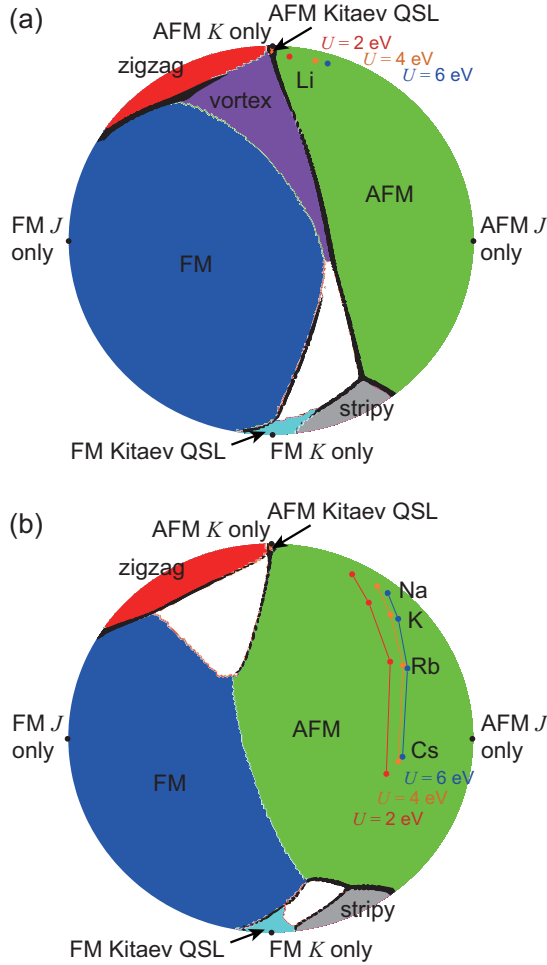 (a)
AFM Kitaev QSL
AFM K only
U = 2 eV
U = 4 eV
U = 6 eV
zigzag
Li
vortex
AFM
FM J
only
AFM J
only
FM
stripy
FM Kitaev QSL
FM K only
(b)
AFM Kitaev QSL
AFM K only
zigzag
Na
K
Rb
FM J
only
AFM
AFM J
only
Cs
FM
U = 6 eV
U = 4 eV
U = 2 eV
stripy
FM Kitaev QSL
FM K only